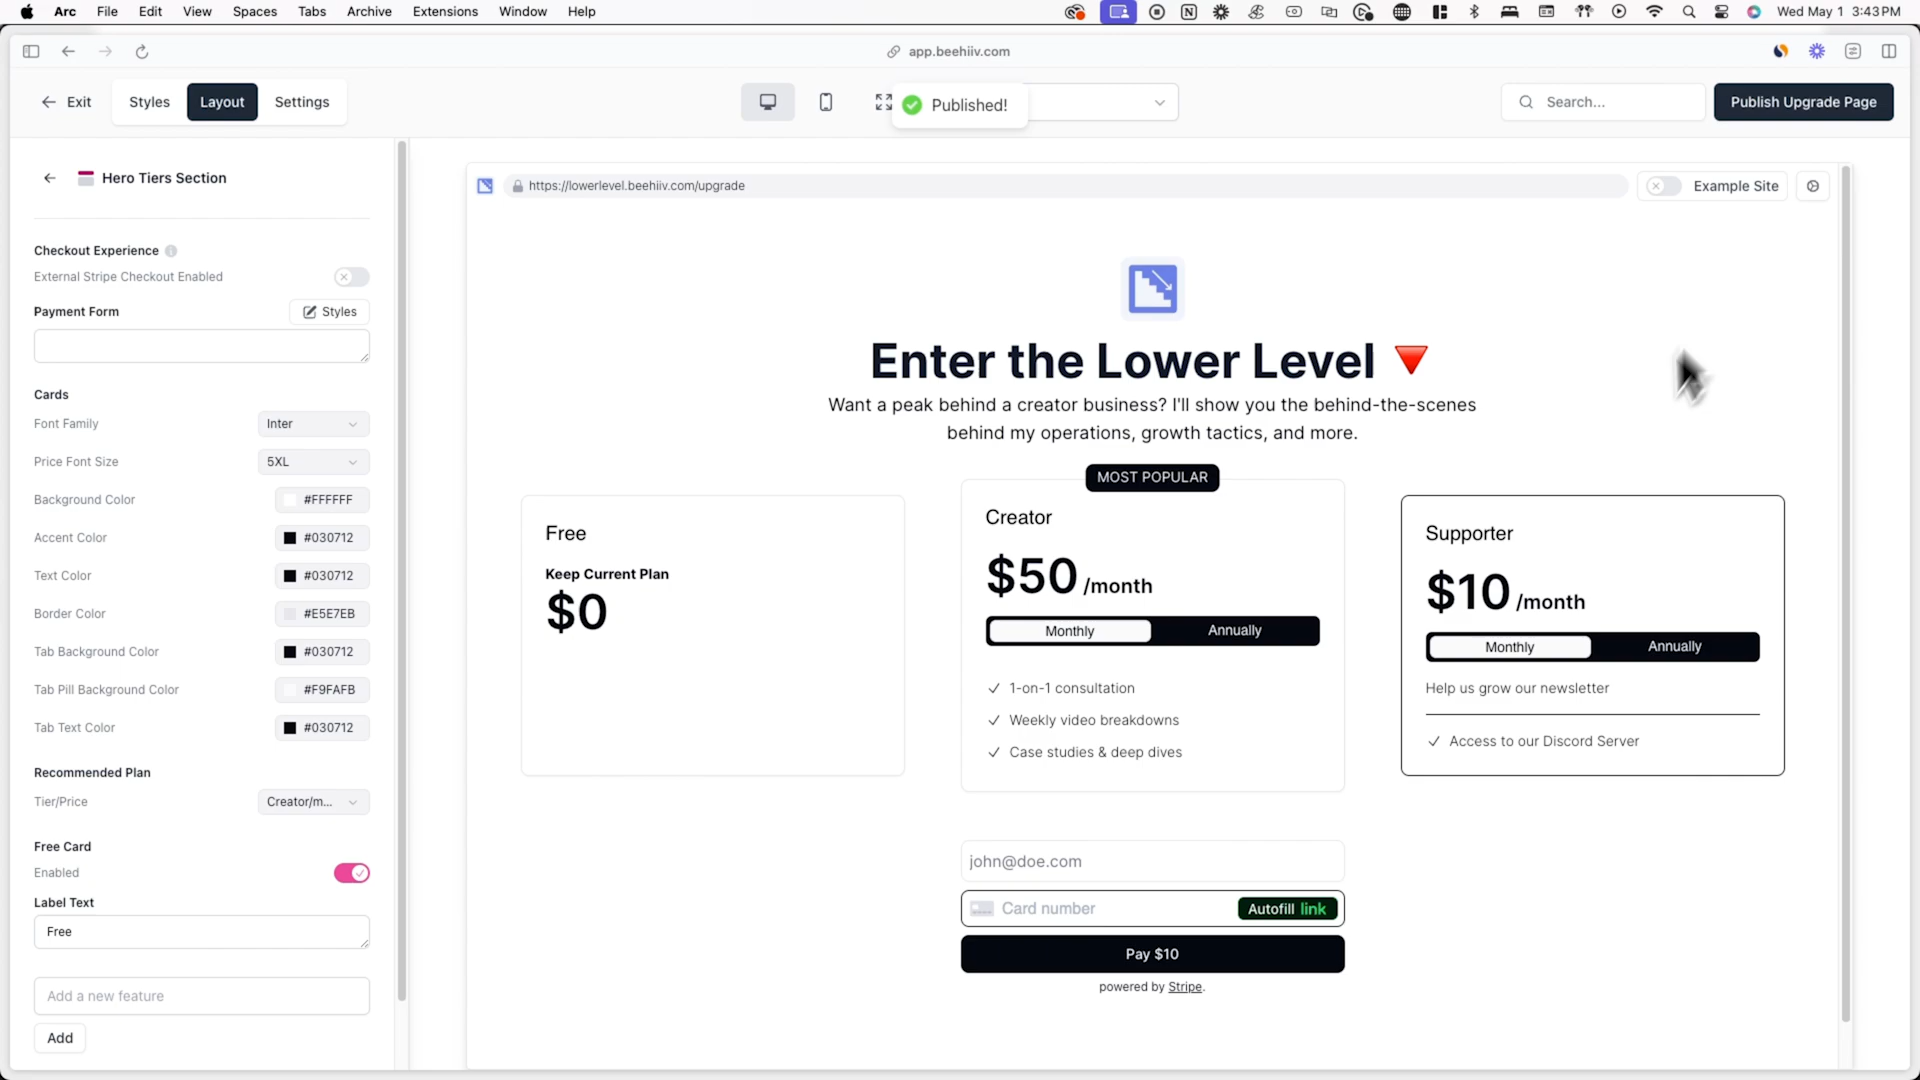 Arc File Edit View Spaces Tabs Archive Extensions Window Help Wed May 1 3:43 PM
app.beehiiv.com
Exit Styles Layout Settings Published! Search... Publish Upgrade Page
Hero Tiers Section
Checkout Experience
External Stripe Checkout Enabled
Payment Form Styles
Cards
Font Family Inter
Price Font Size 5XL
Background Color #FFFFFF
Accent Color #030712
Text Color #030712
Border Color #E5E7EB
Tab Background Color #030712
Tab Pill Background Color #F9FAFB
Tab Text Color #030712
Recommended Plan
Tier/Price Creator/m...
Free Card
Enabled
Label Text
Free
Add a new feature
Add
https://lowerlevel.beehiiv.com/upgrade Example Site
Enter the Lower Level
Want a peak behind a creator business? I'll show you the behind-the-scenes
behind my operations, growth tactics, and more.
Free
Keep Current Plan
$0
MOST POPULAR
Creator
$50 /month
Monthly Annually
1-on-1 consultation
Weekly video breakdowns
Case studies & deep dives
Supporter
$10 /month
Monthly Annually
Help us grow our newsletter
Access to our Discord Server
john@doe.com
Card number Autofill link
Pay $10
powered by Stripe.